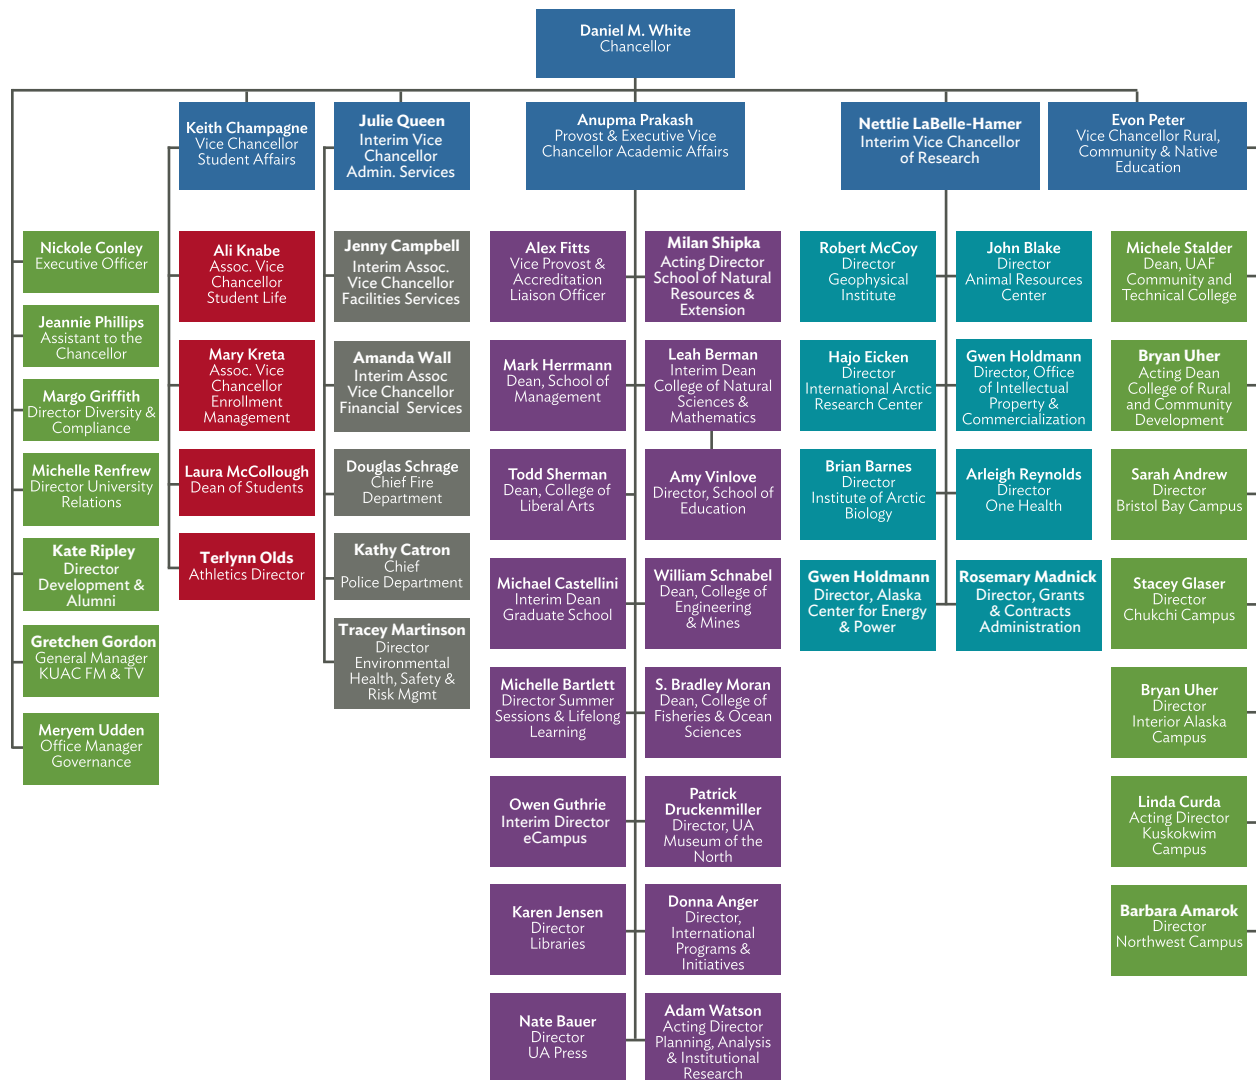 Daniel M. White
Chancellor
Keith Champagne
Vice Chancellor
Student Affairs
Julie Queen
Interim Vice
Chancellor
Admin. Services
Anupma Prakash
Provost & Executive Vice
Chancellor Academic Affairs
Nettlie LaBelle-Hamer
Interim Vice Chancellor
of Research
Evon Peter
Vice Chancellor Rural,
Community & Native
Education
Nickole Conley
Executive Officer
Jeannie Phillips
Assistant to the
Chancellor
Margo Griffith
Director Diversity &
Compliance
Michelle Renfrew
Director University
Relations
Kate Ripley
Director
Development &
Alumni
Gretchen Gordon
General Manager
KUAC FM & TV
Meryem Udden
Office Manager
Governance
Ali Knabe
Assoc. Vice
Chancellor
Student Life
Mary Kreta
Assoc. Vice
Chancellor
Enrollment
Management
Laura McCollough
Dean of Students
Terlynn Olds
Athletics Director
Jenny Campbell
Interim Assoc.
Vice Chancellor
Facilities Services
Amanda Wall
Interim Assoc
Vice Chancellor
Financial Services
Douglas Schrage
Chief Fire
Department
Kathy Catron
Chief
Police Department
Tracey Martinson
Director
Environmental
Health, Safety &
Risk Mgmt
Alex Fitts
Vice Provost &
Accreditation
Liaison Officer
Mark Herrmann
Dean, School of
Management
Todd Sherman
Dean, College of
Liberal Arts
Michael Castellini
Interim Dean
Graduate School
Michelle Bartlett
Director Summer
Sessions & Lifelong
Learning
Owen Guthrie
Interim Director
eCampus
Karen Jensen
Director
Libraries
Nate Bauer
Director
UA Press
Milan Shipka
Acting Director
School of Natural
Resources &
Extension
Leah Berman
Interim Dean
College of Natural
Sciences &
Mathematics
Amy Vinlove
Director, School of
Education
William Schnabel
Dean, College of
Engineering
& Mines
S. Bradley Moran
Dean, College of
Fisheries & Ocean
Sciences
Patrick
Druckenmiller
Director, UA
Museum of the
North
Donna Anger
Director,
International
Programs &
Initiatives
Adam Watson
Acting Director
Planning, Analysis
& Institutional
Research
Robert McCoy
Director
Geophysical
Institute
Hajo Eicken
Director
International Arctic
Research Center
Brian Barnes
Director
Institute of Arctic
Biology
Gwen Holdmann
Director, Alaska
Center for Energy
& Power
John Blake
Director
Animal Resources
Center
Gwen Holdmann
Director, Office
of Intellectual
Property &
Commercialization
Arleigh Reynolds
Director
One Health
Rosemary Madnick
Director, Grants
& Contracts
Administration
Michele Stalder
Dean, UAF
Community and
Technical College
Bryan Uher
Acting Dean
College of Rural
and Community
Development
Sarah Andrew
Director
Bristol Bay Campus
Stacey Glaser
Director
Chukchi Campus
Bryan Uher
Director
Interior Alaska
Campus
Linda Curda
Acting Director
Kuskokwim
Campus
Barbara Amarok
Director
Northwest Campus